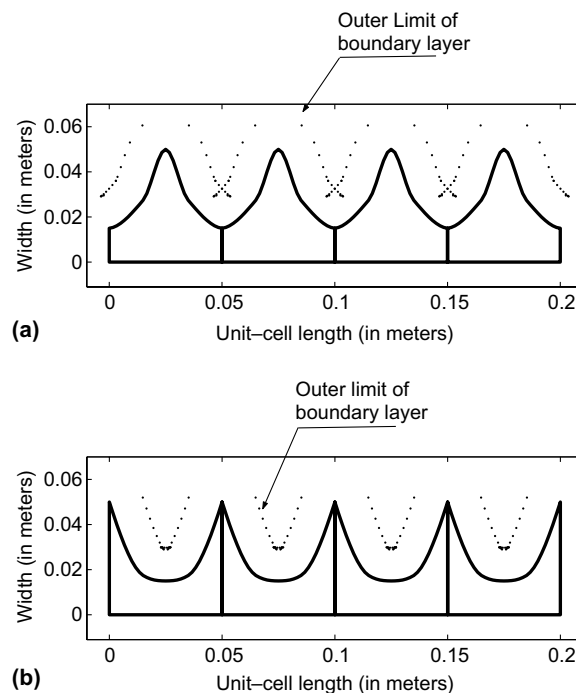 Outer Limit of
boundary layer
0.06
0.04
0.02
0
Width (in meters)
0
0.05
0.1
0.15
0.2
(a)
Unit–cell length (in meters)
Outer limit of
boundary layer
0.06
0.04
0.02
0
Width (in meters)
0
0.05
0.1
0.15
0.2
(b)
Unit–cell length (in meters)